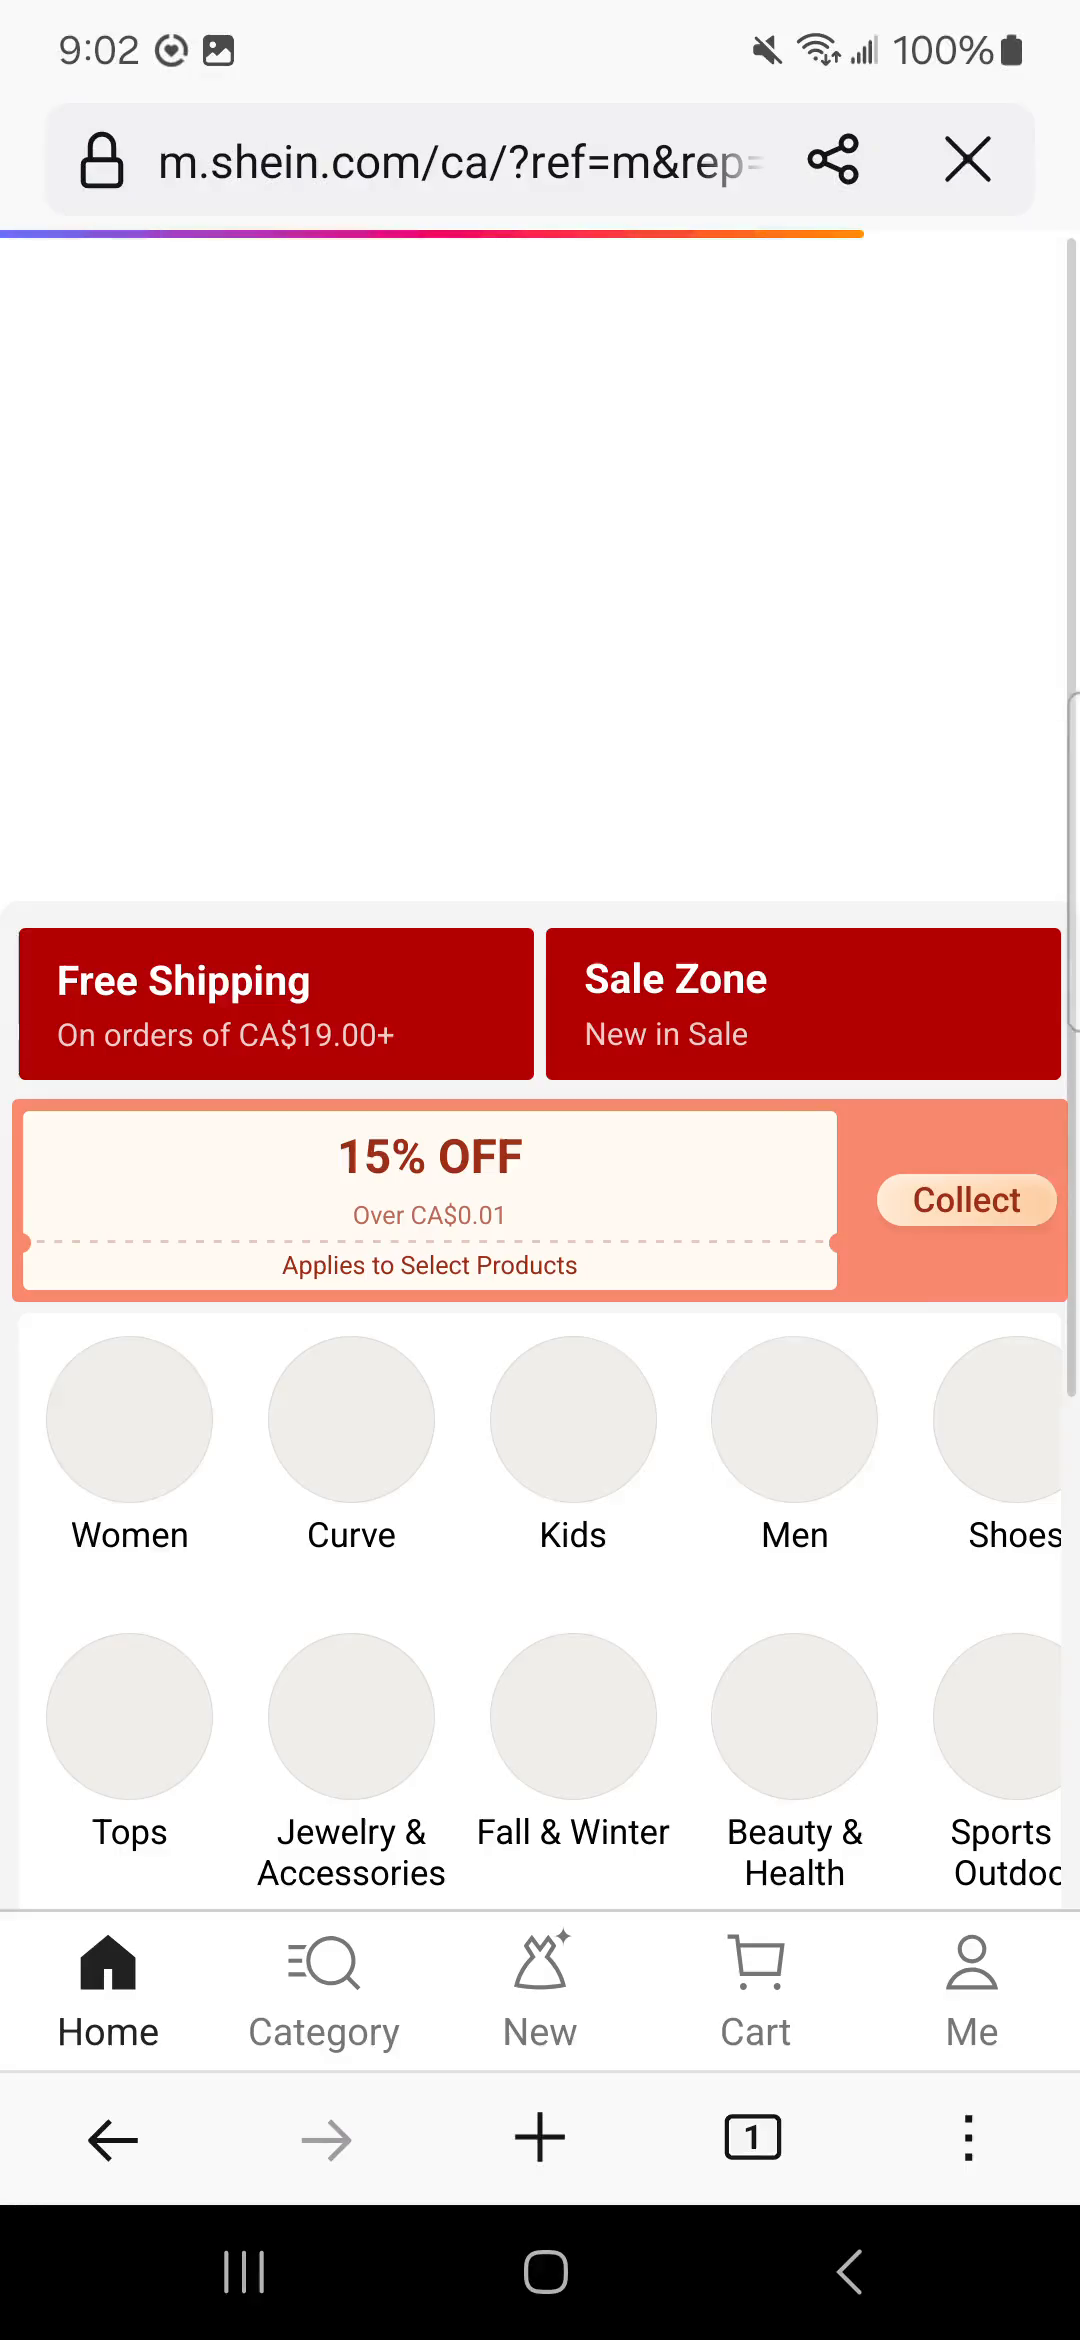 9:02
100%
m.shein.com/ca/?ref=m&rep=
Free Shipping
On orders of CA$19.00+
Sale Zone
New in Sale
15% OFF
Over CA$0.01
Applies to Select Products
Collect
Women
Curve
Kids
Men
Shoes
Tops
Jewelry &
Accessories
Fall & Winter
Beauty &
Health
Sports
Outdoo
Home
Category
New
Cart
Me
1